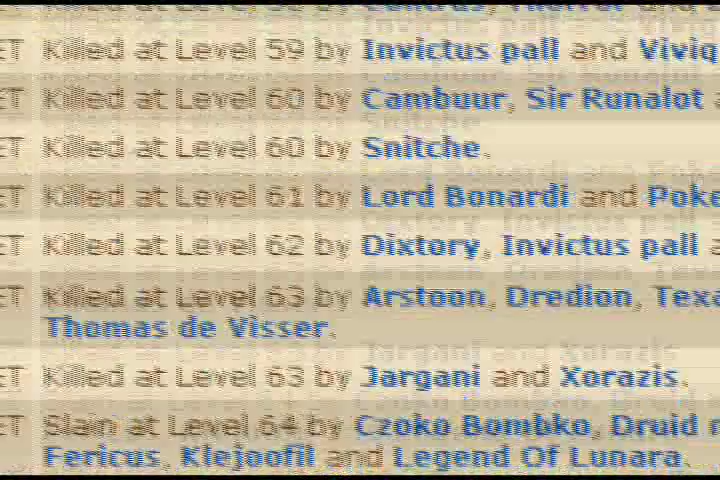 ET Killed at Level 59 by Invictus pall and Viviq
ET Killed at Level 60 by Cambuur, Sir Runalot a
ET Killed at Level 60 by Snitche.
ET Killed at Level 61 by Lord Bonardi and Poke
ET Killed at Level 62 by Dixtory, Invictus pall a
ET Killed at Level 63 by Arstoon, Dredion, Texa
Thomas de Visser.
ET Killed at Level 63 by Jargani and Xorazis.
ET Slain at Level 64 by Czoko Bombko, Druid
Fericus, Klejoofil and Legend Of Lunara.